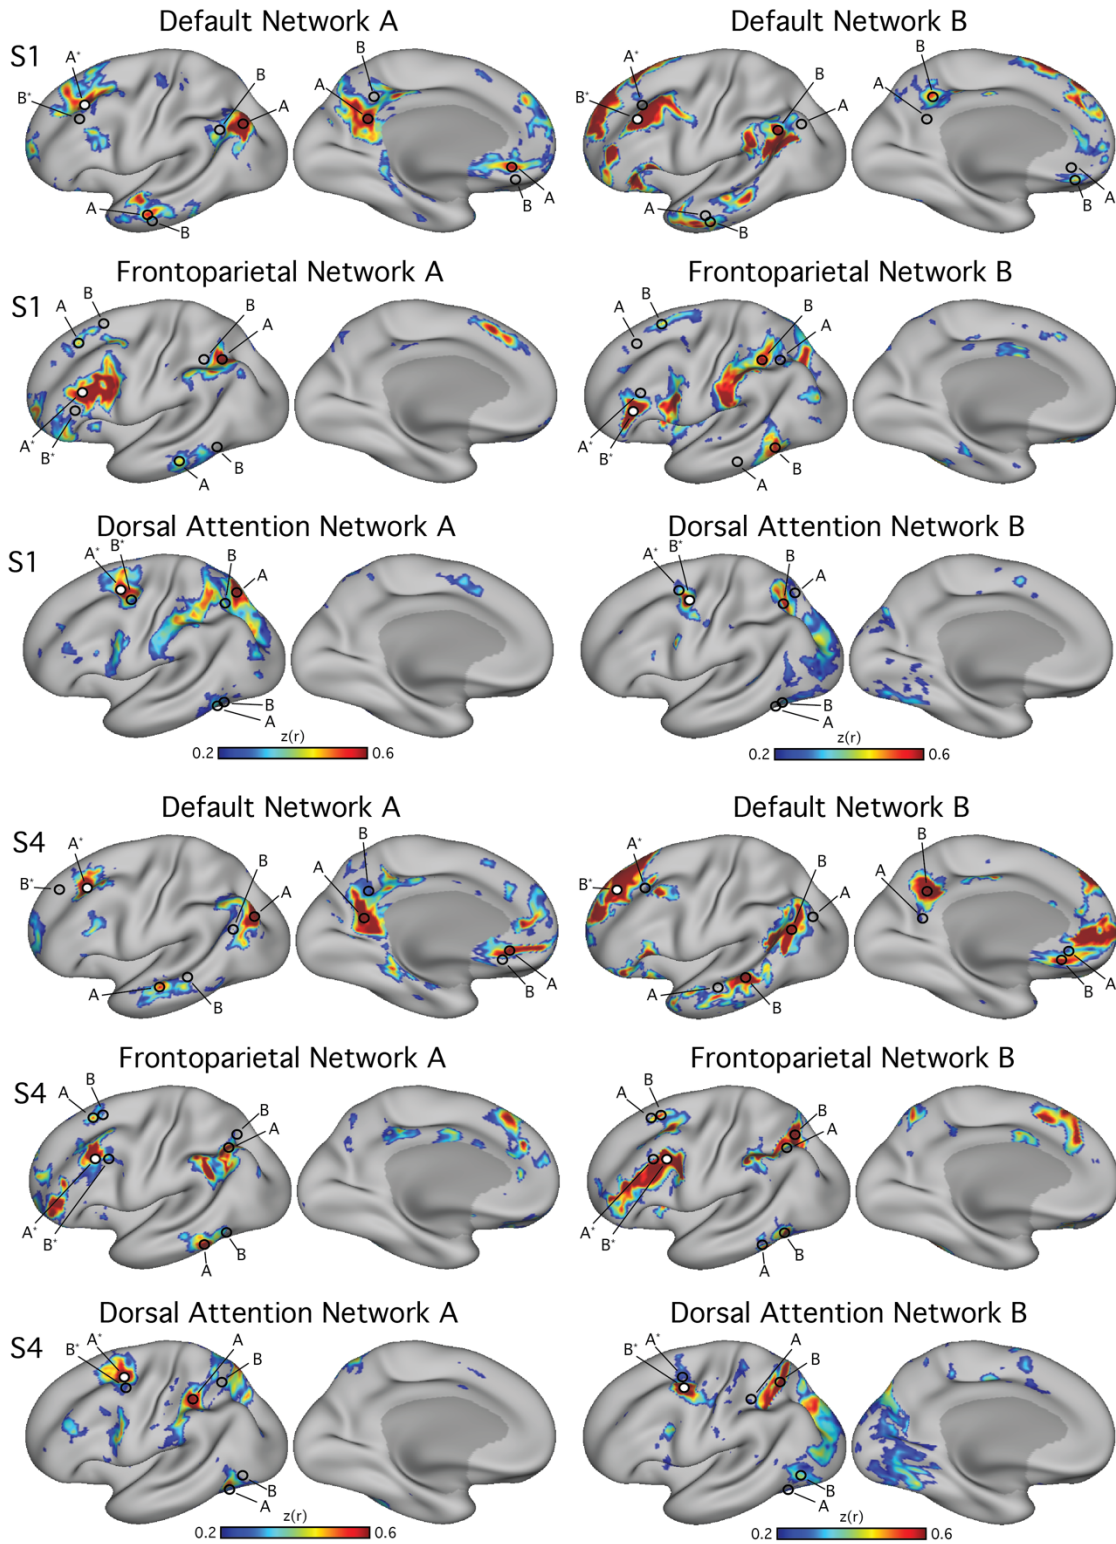 Default Network A
Default Network B
S1
A* B* B A A B A B A B
A* B* B A B A A B A B
Frontoparietal Network A
Frontoparietal Network B
S1
A B B A A* B* B A
B A B A A* B* A B
Dorsal Attention Network A
Dorsal Attention Network B
S1
A* B* B A B A
A* B* B A B A
z(r)
0.2 0.6
z(r)
0.2 0.6
Default Network A
Default Network B
S4
B* A* B A A B A B A B
B* A* B A A B B A B A
Frontoparietal Network A
Frontoparietal Network B
S4
A B B A A* B* B A
A B B A A* B* B A
Dorsal Attention Network A
Dorsal Attention Network B
S4
A* B* A B B A
A* B* A B B A
z(r)
0.2 0.6
z(r)
0.2 0.6